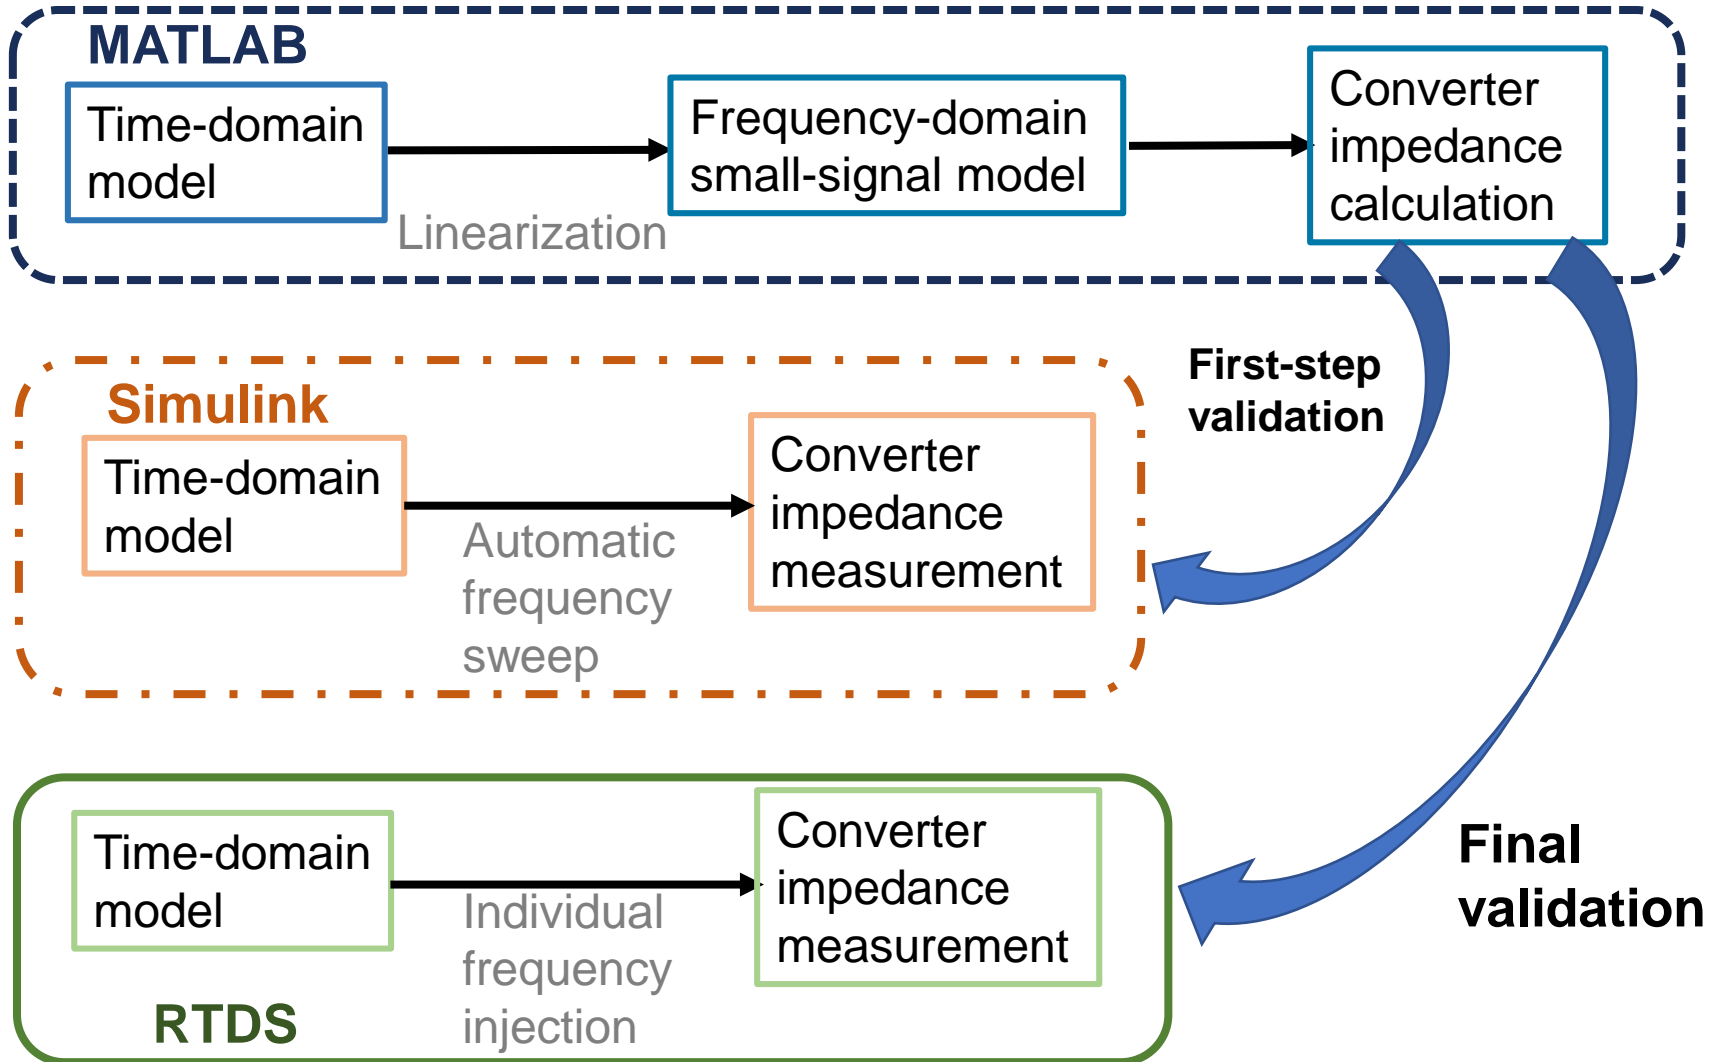 MATLAB
Time-domain
model
Linearization
Frequency-domain
small-signal model
Converter
impedance
calculation
First-step
validation
Simulink
Time-domain
model
Automatic
frequency
sweep
Converter
impedance
measurement
Final
validation
Time-domain
model
Individual
frequency
injection
Converter
impedance
measurement
RTDS